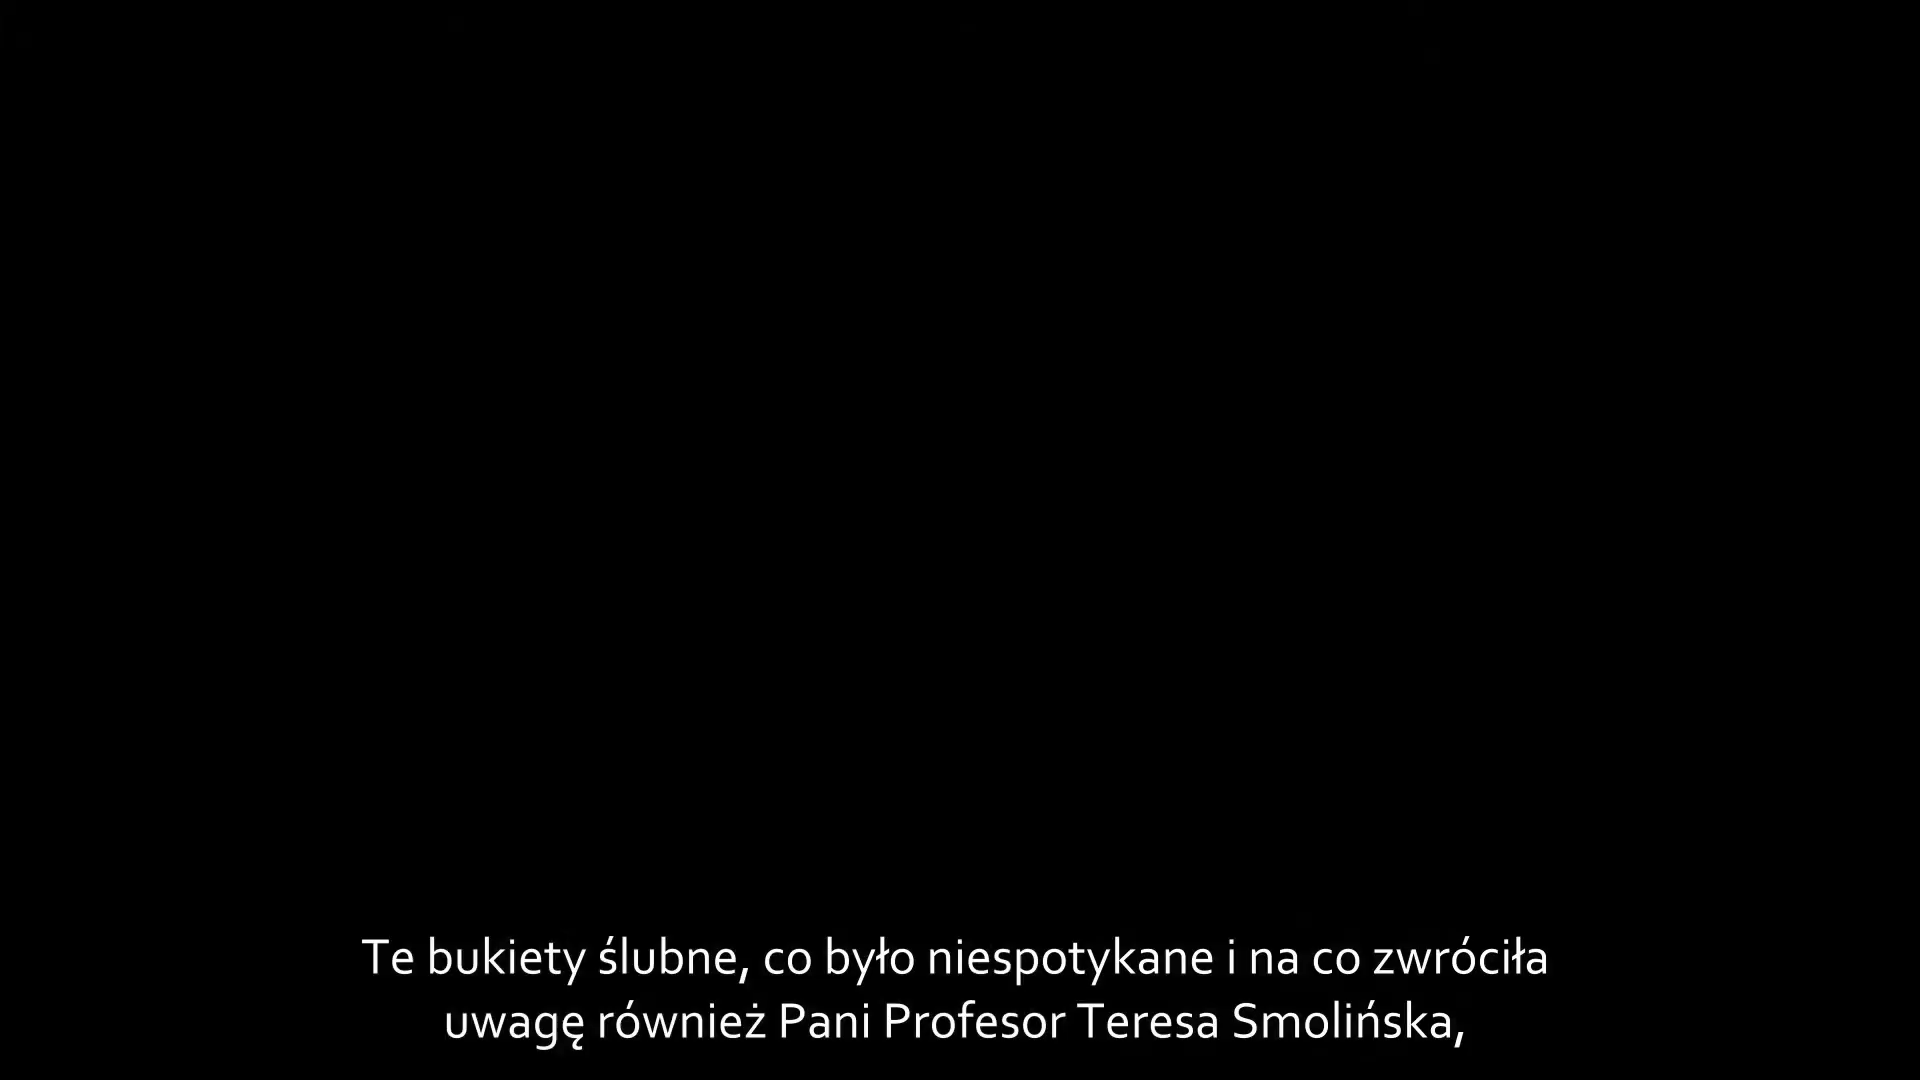 Te bukiety ślubne, co było niespotykane i na co zwróciła
uwagę również Pani Profesor Teresa Smolińska,